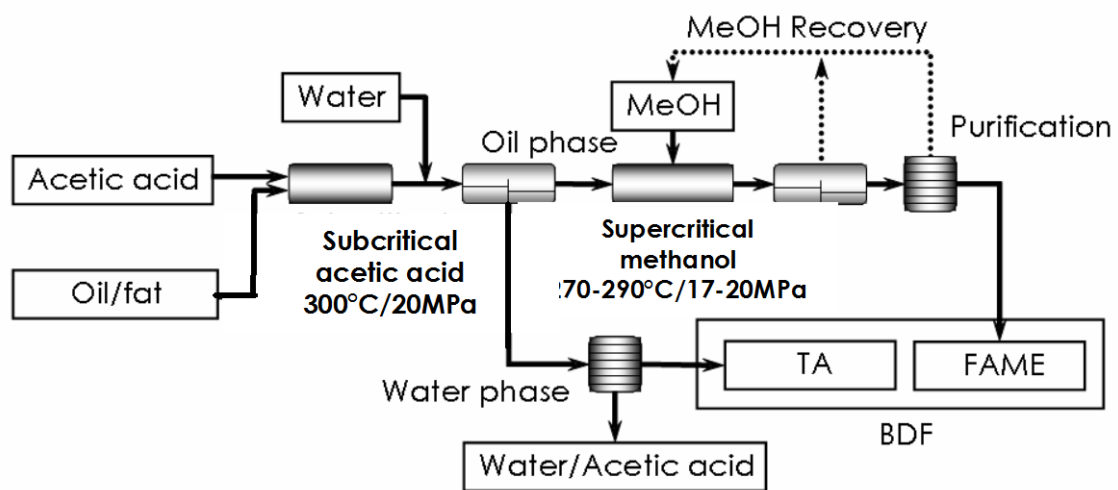 MeOH Recovery
Water
MeOH
Oil phase
Purification
Acetic acid
Oil/fat
Subcritical
acetic acid
300°C/20MPa
Supercritical
methanol
270-290°C/17-20MPa
TA
FAME
Water phase
BDF
Water/Acetic acid